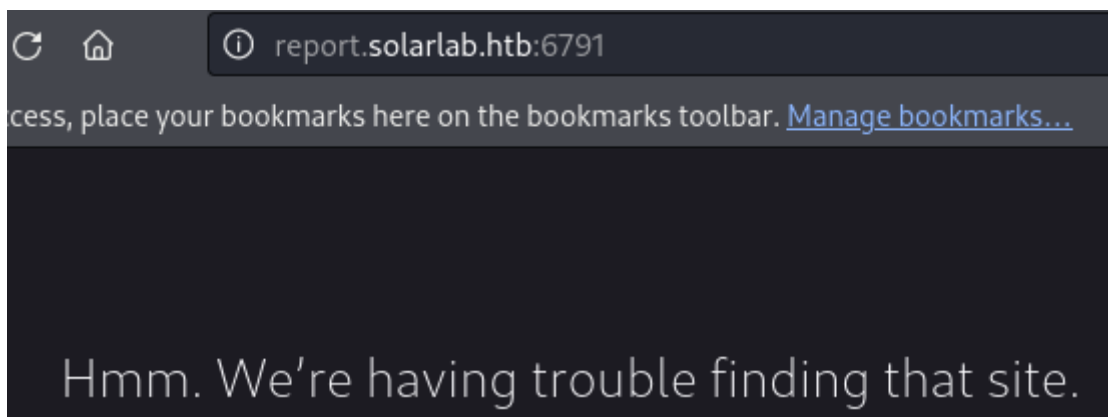 report.solarlab.htb:6791
cess, place your bookmarks here on the bookmarks toolbar. Manage bookmarks...
Hmm. We’re having trouble finding that site.